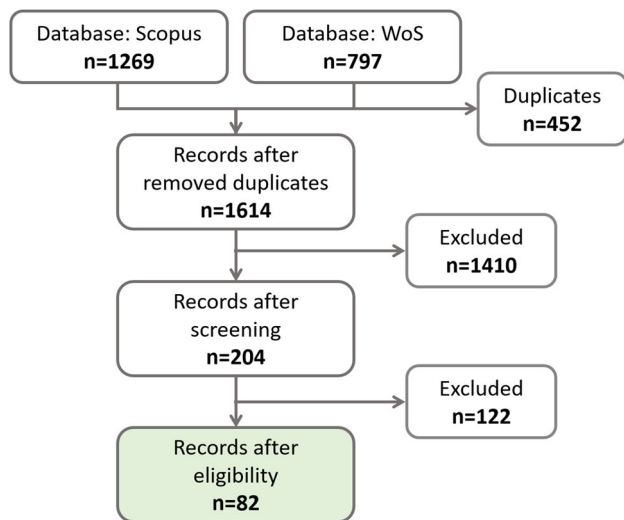 Database: Scopus
n=1269
Database: WoS
n=797
Duplicates
n=452
Records after
removed duplicates
n=1614
Excluded
n=1410
Records after
screening
n=204
Excluded
n=122
Records after
eligibility
n=82